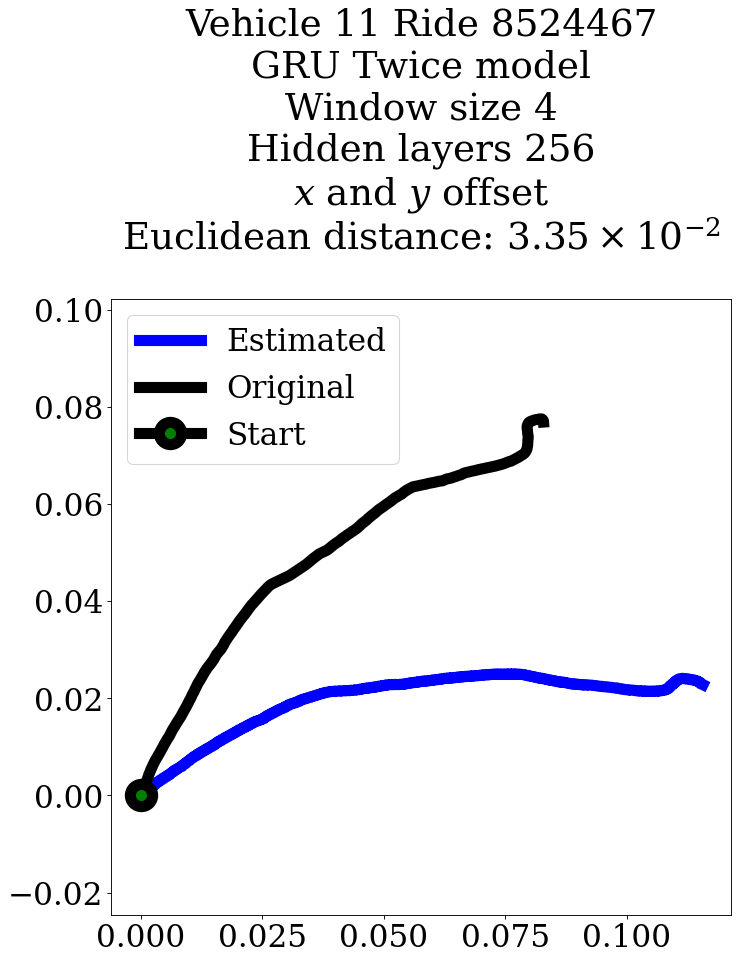 Vehicle 11 Ride 8524467
GRU Twice model
Window size 4
Hidden layers 256
x and y offset
Euclidean distance: 3.35 × 10⁻²
0.10
0.08
0.06
0.04
0.02
0.00
−0.02
Estimated
Original
Start
0.000 0.025 0.050 0.075 0.100